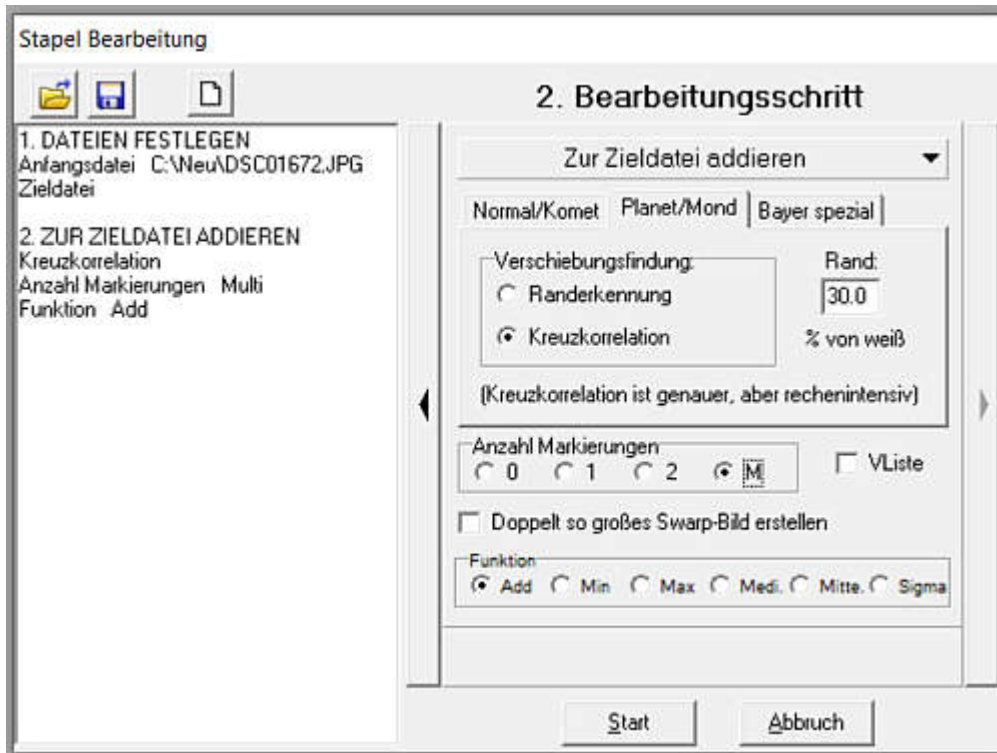 Stapel Bearbeitung
2. Bearbeitungsschritt
1. DATEIEN FESTLEGEN
Anfangsdatei C:\Neu\DSC01672.JPG
Zieldatei
2. ZUR ZIELDATEI ADDIEREN
Kreuzkorrelation
Anzahl Markierungen Multi
Funktion Add
Zur Zieldatei addieren
Normal/Komet Planet/Mond Bayer spezial
Verschiebungsfindung:
Randerkennung
Kreuzkorrelation
Rand:
30.0
% von weiß
(Kreuzkorrelation ist genauer, aber rechenintensiv)
Anzahl Markierungen
0 1 2 M
VListe
Doppelt so großes Swarp-Bild erstellen
Funktion
Add Min Max Medi. Mitte. Sigma
Start Abbruch